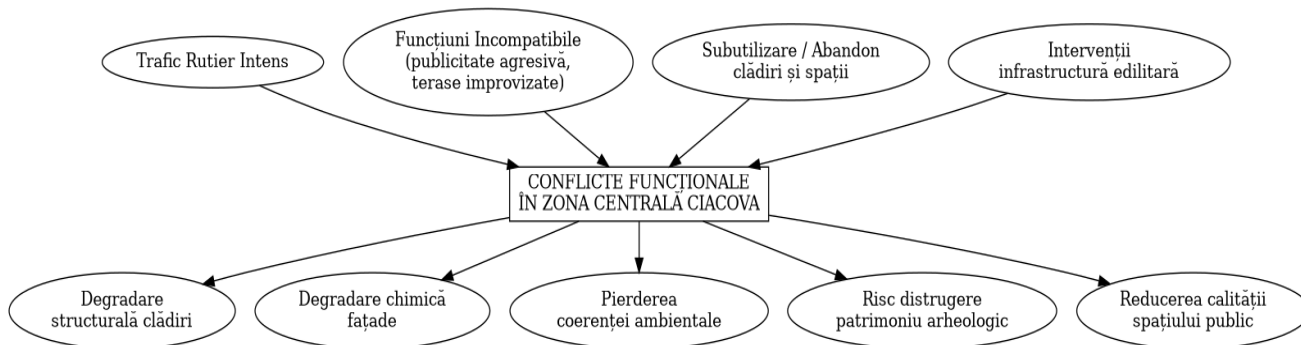 Trafic Rutier Intens
Funcțiuni Incompatibile
(publicitate agresivă,
terase improvizate)
Subutilizare / Abandon
clădiri și spații
Intervenții
infrastructură edilitară
CONFLICTE FUNCȚIONALE
ÎN ZONA CENTRALĂ CIACOVA
Degradare
structurală clădiri
Degradare chimică
fațade
Pierderea
coerenței ambientale
Risc distrugere
patrimoniu arheologic
Reducerea calității
spațiului public